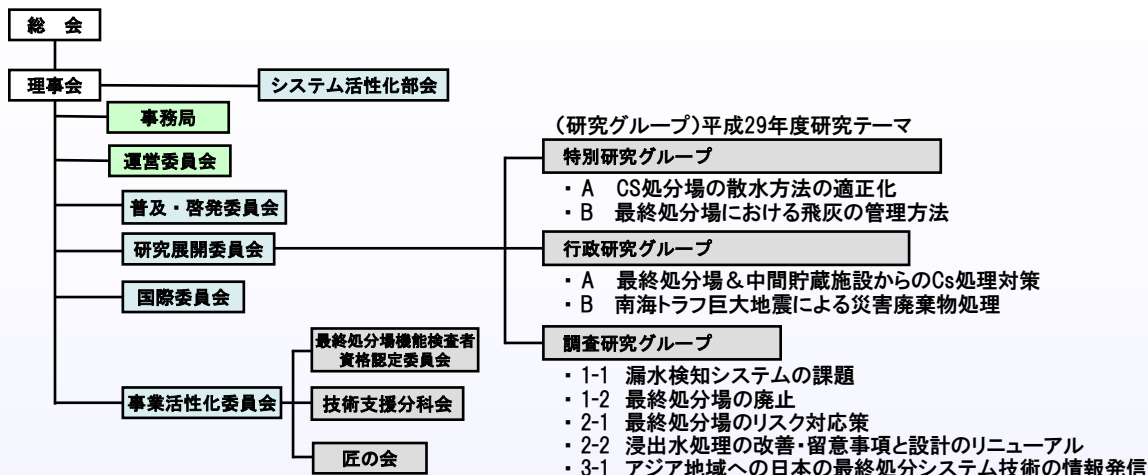 総 会
理事会
システム活性化部会
事務局
運営委員会
普及・啓発委員会
研究展開委員会
国際委員会
事業活性化委員会
最終処分場機能検査者
資格認定委員会
技術支援分科会
匠の会
(研究グループ)平成29年度研究テーマ
特別研究グループ
・A CS処分場の散水方法の適正化
・B 最終処分場における飛灰の管理方法
行政研究グループ
・A 最終処分場&中間貯蔵施設からのCs処理対策
・B 南海トラフ巨大地震による災害廃棄物処理
調査研究グループ
・1-1 漏水検知システムの課題
・1-2 最終処分場の廃止
・2-1 最終処分場のリスク対応策
・2-2 浸出水処理の改善・留意事項と設計のリニューアル
・3-1 アジア地域への日本の最終処分システム技術の情報発信